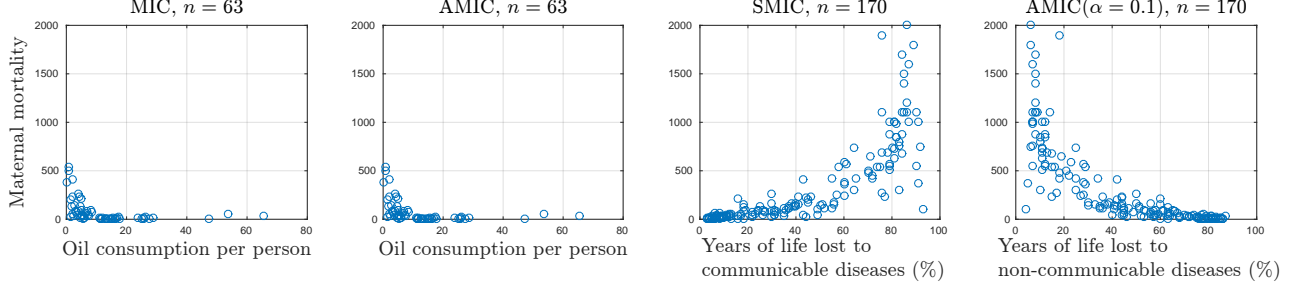 MIC, n = 63
AMIC, n = 63
SMIC, n = 170
AMIC(α = 0.1), n = 170
Maternal mortality
2000
1500
1000
500
0
0 20 40 60 80
Oil consumption per person
2000
1500
1000
500
0
0 20 40 60 80
Oil consumption per person
2000
1500
1000
500
0
0 20 40 60 80 100
Years of life lost to
communicable diseases (%)
2000
1500
1000
500
0
0 20 40 60 80 100
Years of life lost to
non-communicable diseases (%)